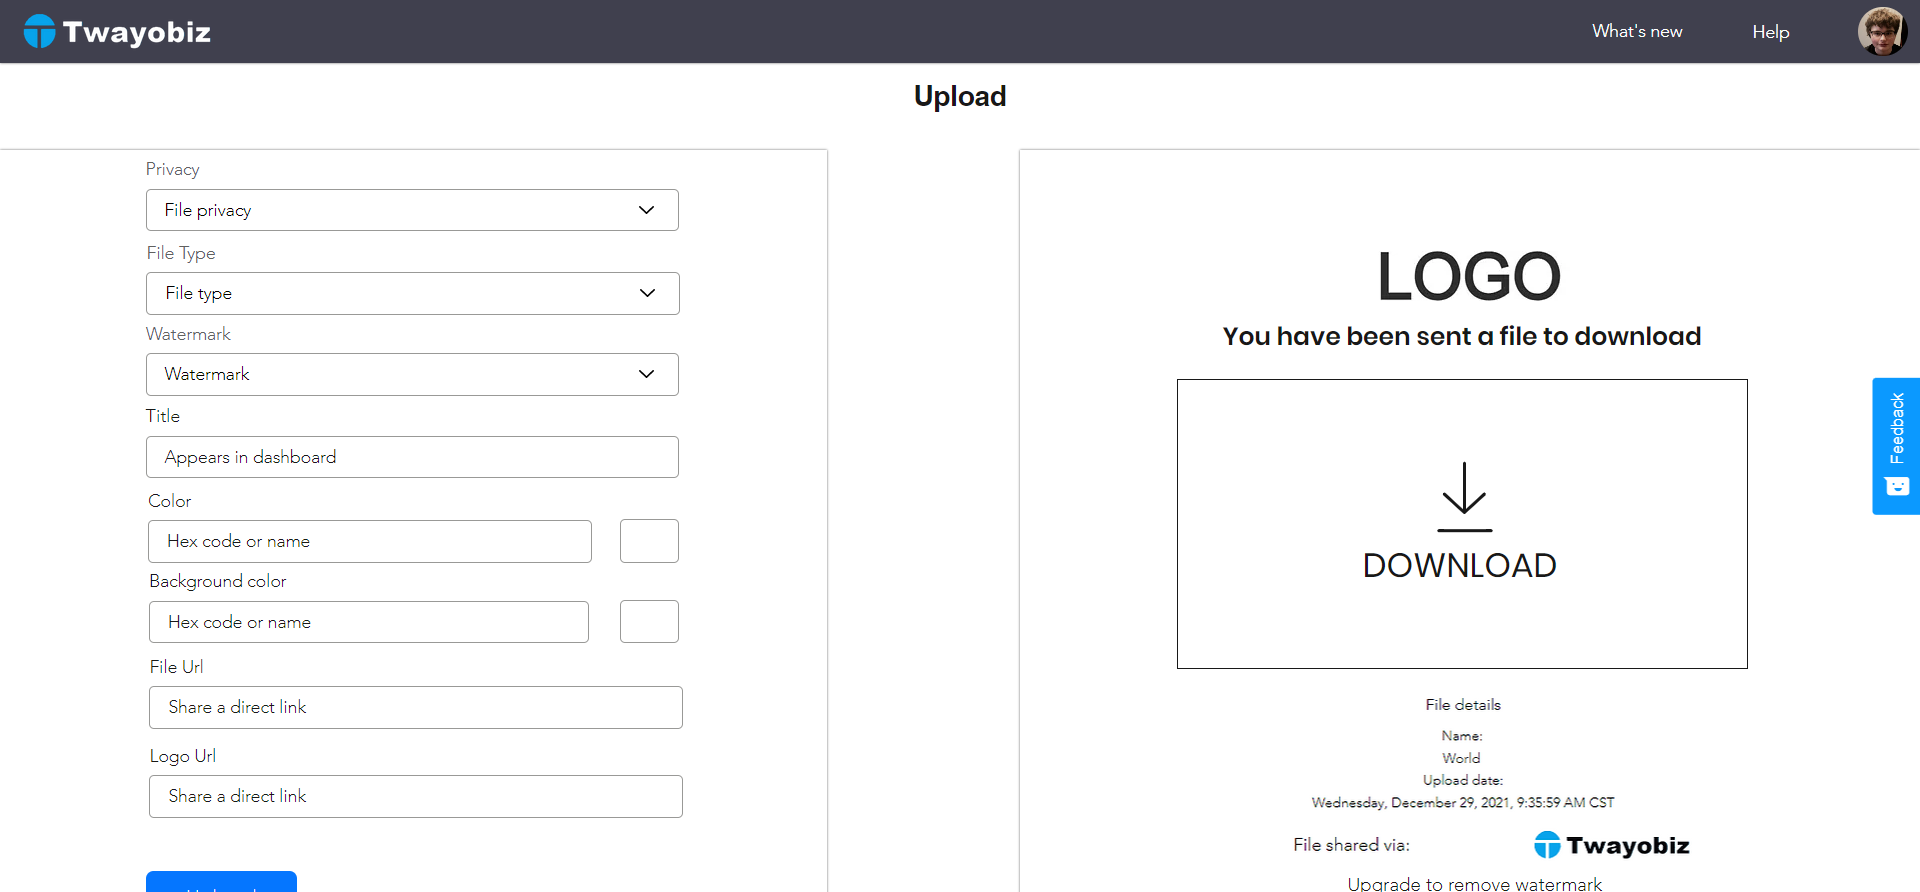 Twayobiz
What's new
Help
Upload
Privacy
File privacy
File Type
File type
Watermark
Watermark
Title
Appears in dashboard
Color
Hex code or name
Background color
Hex code or name
File Url
Share a direct link
Logo Url
Share a direct link
LOGO
You have been sent a file to download
DOWNLOAD
File details
Name:
World
Upload date:
Wednesday, December 29, 2021, 9:35:59 AM CST
File shared via:
Twayobiz
Upgrade to remove watermark
Feedback